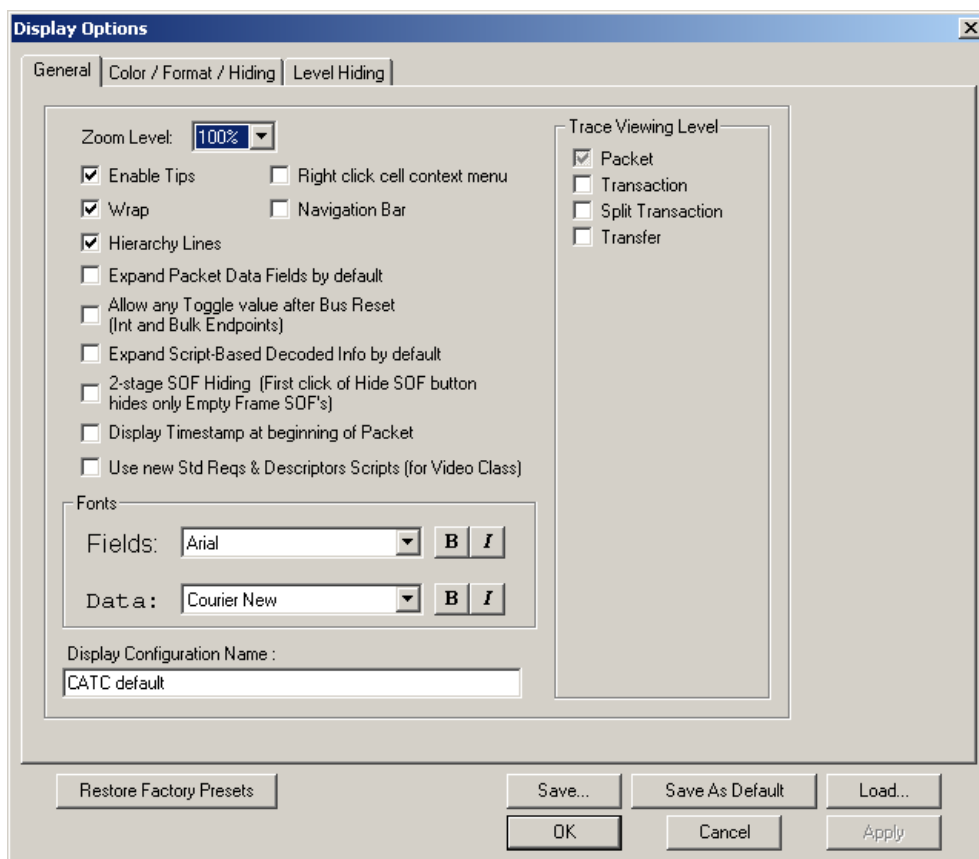 Display Options
General
Color / Format / Hiding
Level Hiding
Zoom Level: 100%
Enable Tips
Right click cell context menu
Wrap
Navigation Bar
Hierarchy Lines
Expand Packet Data Fields by default
Allow any Toggle value after Bus Reset
(Int and Bulk Endpoints)
Expand Script-Based Decoded Info by default
2-stage SOF Hiding (First click of Hide SOF button
hides only Empty Frame SOF's)
Display Timestamp at beginning of Packet
Use new Std Reqs & Descriptors Scripts (for Video Class)
Fonts
Fields: Arial B I
Data: Courier New B I
Display Configuration Name :
CATC default
Trace Viewing Level
Packet
Transaction
Split Transaction
Transfer
Restore Factory Presets
Save...
Save As Default
Load...
OK
Cancel
Apply